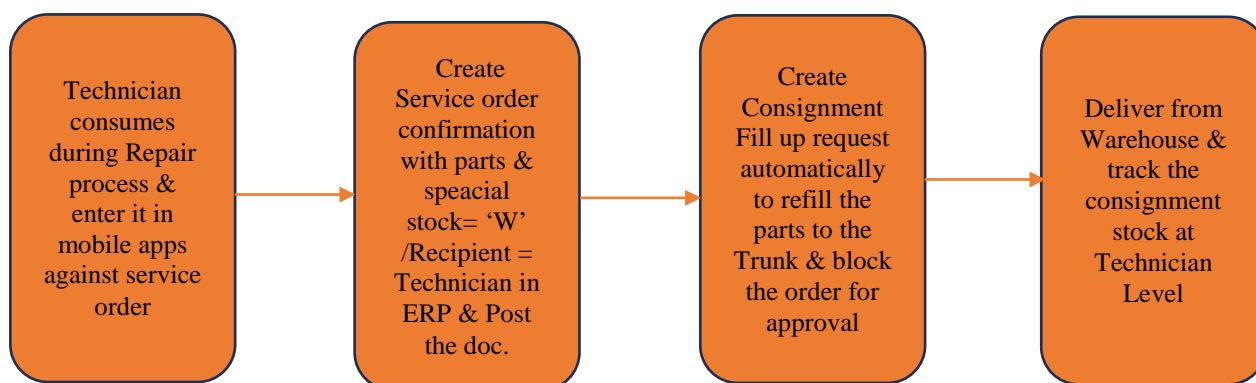 Technician
consumes
during Repair
process &
enter it in
mobile apps
against service
order
Create
Service order
confirmation
with parts &
speacial
stock= ‘W’
/Recipient =
Technician in
ERP & Post
the doc.
Create
Consignment
Fill up request
automatically
to refill the
parts to the
Trunk & block
the order for
approval
Deliver from
Warehouse &
track the
consignment
stock at
Technician
Level